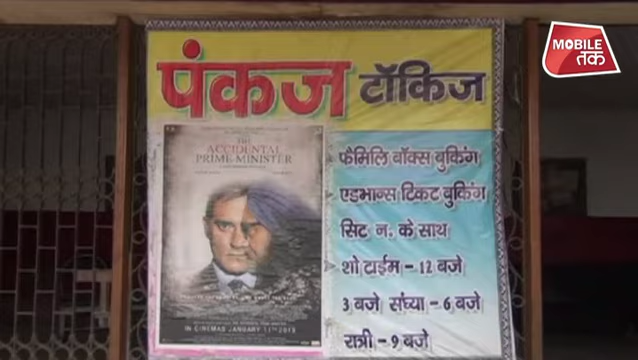 MOBILE
तक
पंकज टॉकिज
THE
ACCIDENTAL
PRIME MINISTER
IN CINEMAS JANUARY 11TH 2019
फैमिलि बॉक्स बुकिंग
एडभान्स टिकट बुकिंग
सिट न. के साथ
शो टाईम - 12 बजे
3 बजे संध्या - 6 बजे
रात्री - 9 बजे